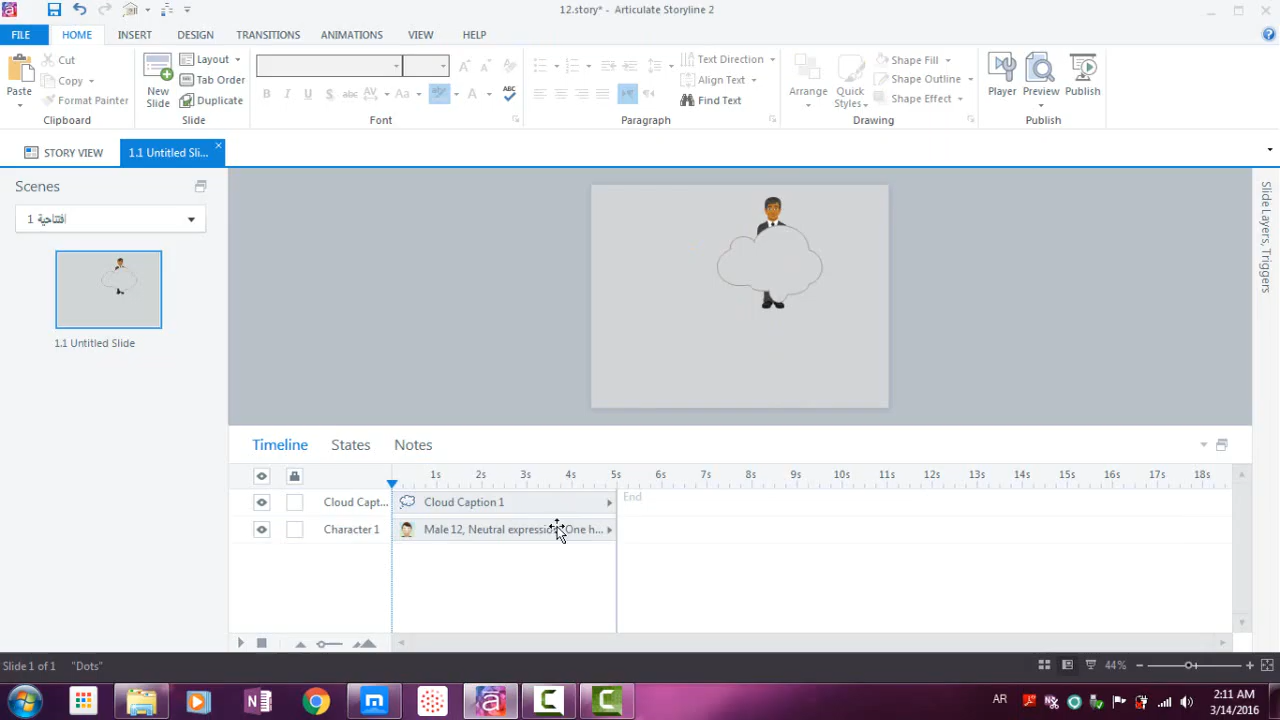 12.story* - Articulate Storyline 2
FILE HOME INSERT DESIGN TRANSITIONS ANIMATIONS VIEW HELP
Paste
Cut
Copy
Format Painter
Clipboard
New Slide
Layout
Tab Order
Duplicate
Slide
B I U abc AV Aa A
ABC
Font
Text Direction
Align Text
Find Text
Paragraph
Arrange
Quick Styles
Shape Fill
Shape Outline
Shape Effect
Drawing
Player
Preview
Publish
Publish
STORY VIEW
1.1 Untitled Sli...
Scenes
1 افتتاحية
1.1 Untitled Slide
Slide Layers, Triggers
Timeline States Notes
1s 2s 3s 4s 5s 6s 7s 8s 9s 10s 11s 12s 13s 14s 15s 16s 17s 18s
Cloud Capt... Cloud Caption 1 End
Character 1 Male 12, Neutral expression, One h...
Slide 1 of 1 "Dots" 44%
AR
2:11 AM
3/14/2016